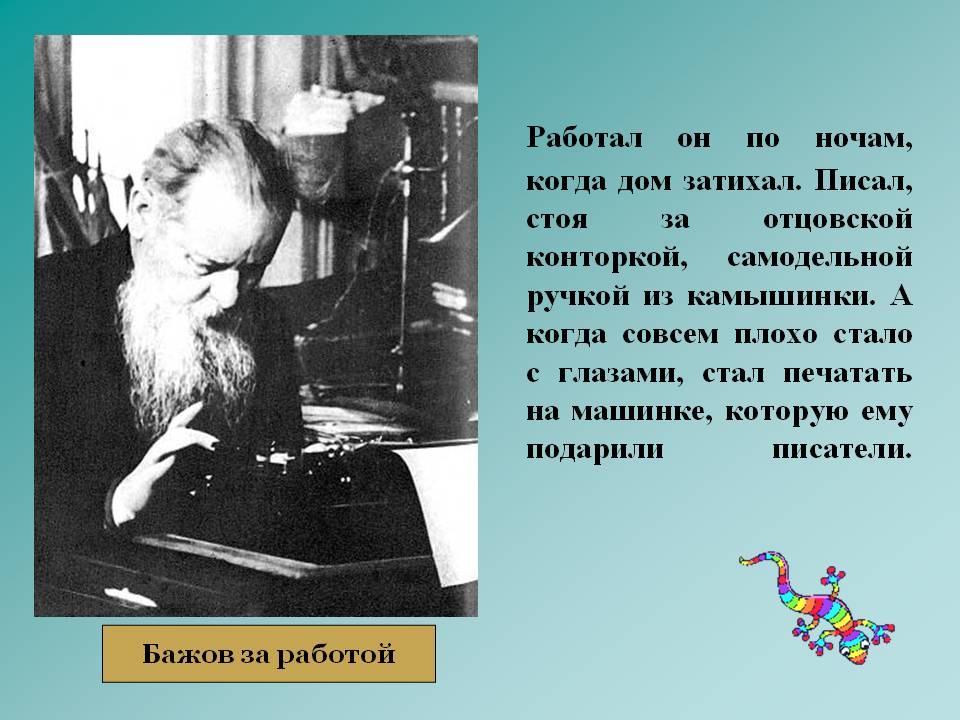 Работал он по ночам,
когда дом затихал. Писал,
стоя за отцовской
конторкой, самодельной
ручкой из камышинки. А
когда совсем плохо стало
с глазами, стал печатать
на машинке, которую ему
подарили писатели.
Бажов за работой